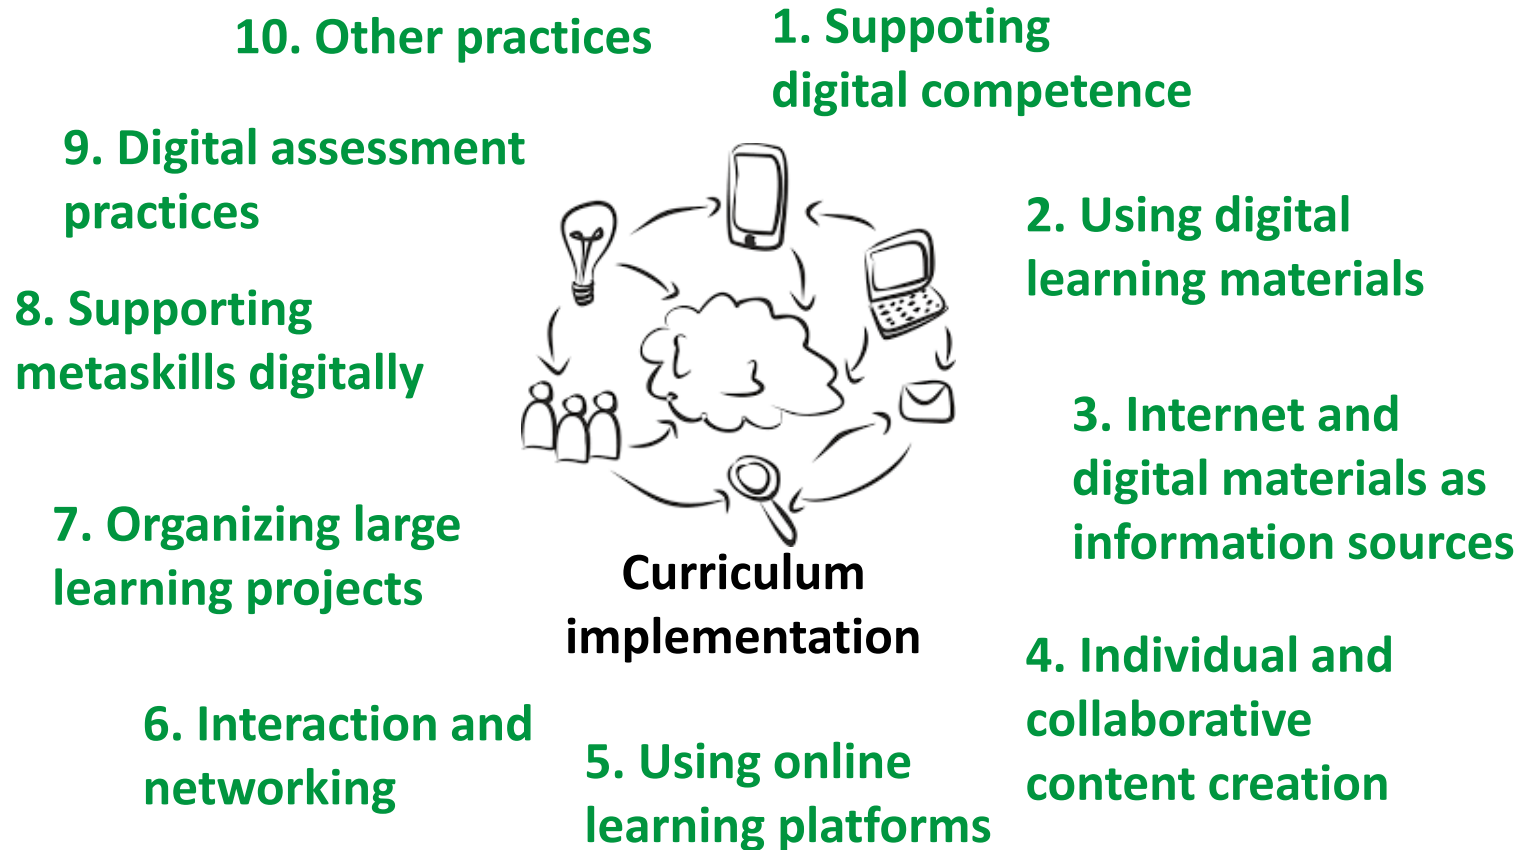 1. Suppoting
digital competence
2. Using digital
learning materials
3. Internet and
digital materials as
information sources
4. Individual and
collaborative
content creation
5. Using online
learning platforms
6. Interaction and
networking
7. Organizing large
learning projects
8. Supporting
metaskills digitally
9. Digital assessment
practices
10. Other practices
Curriculum
implementation